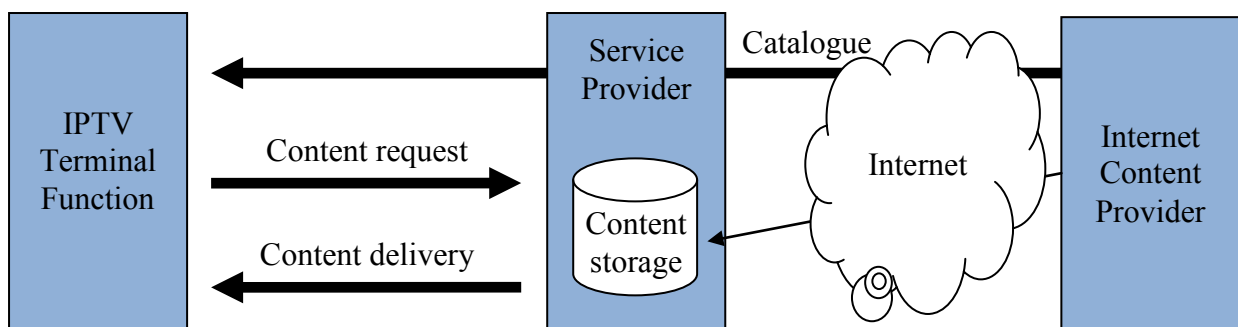 IPTV
Terminal
Function
Content request
Content delivery
Service
Provider
Content
storage
Catalogue
Internet
Internet
Content
Provider